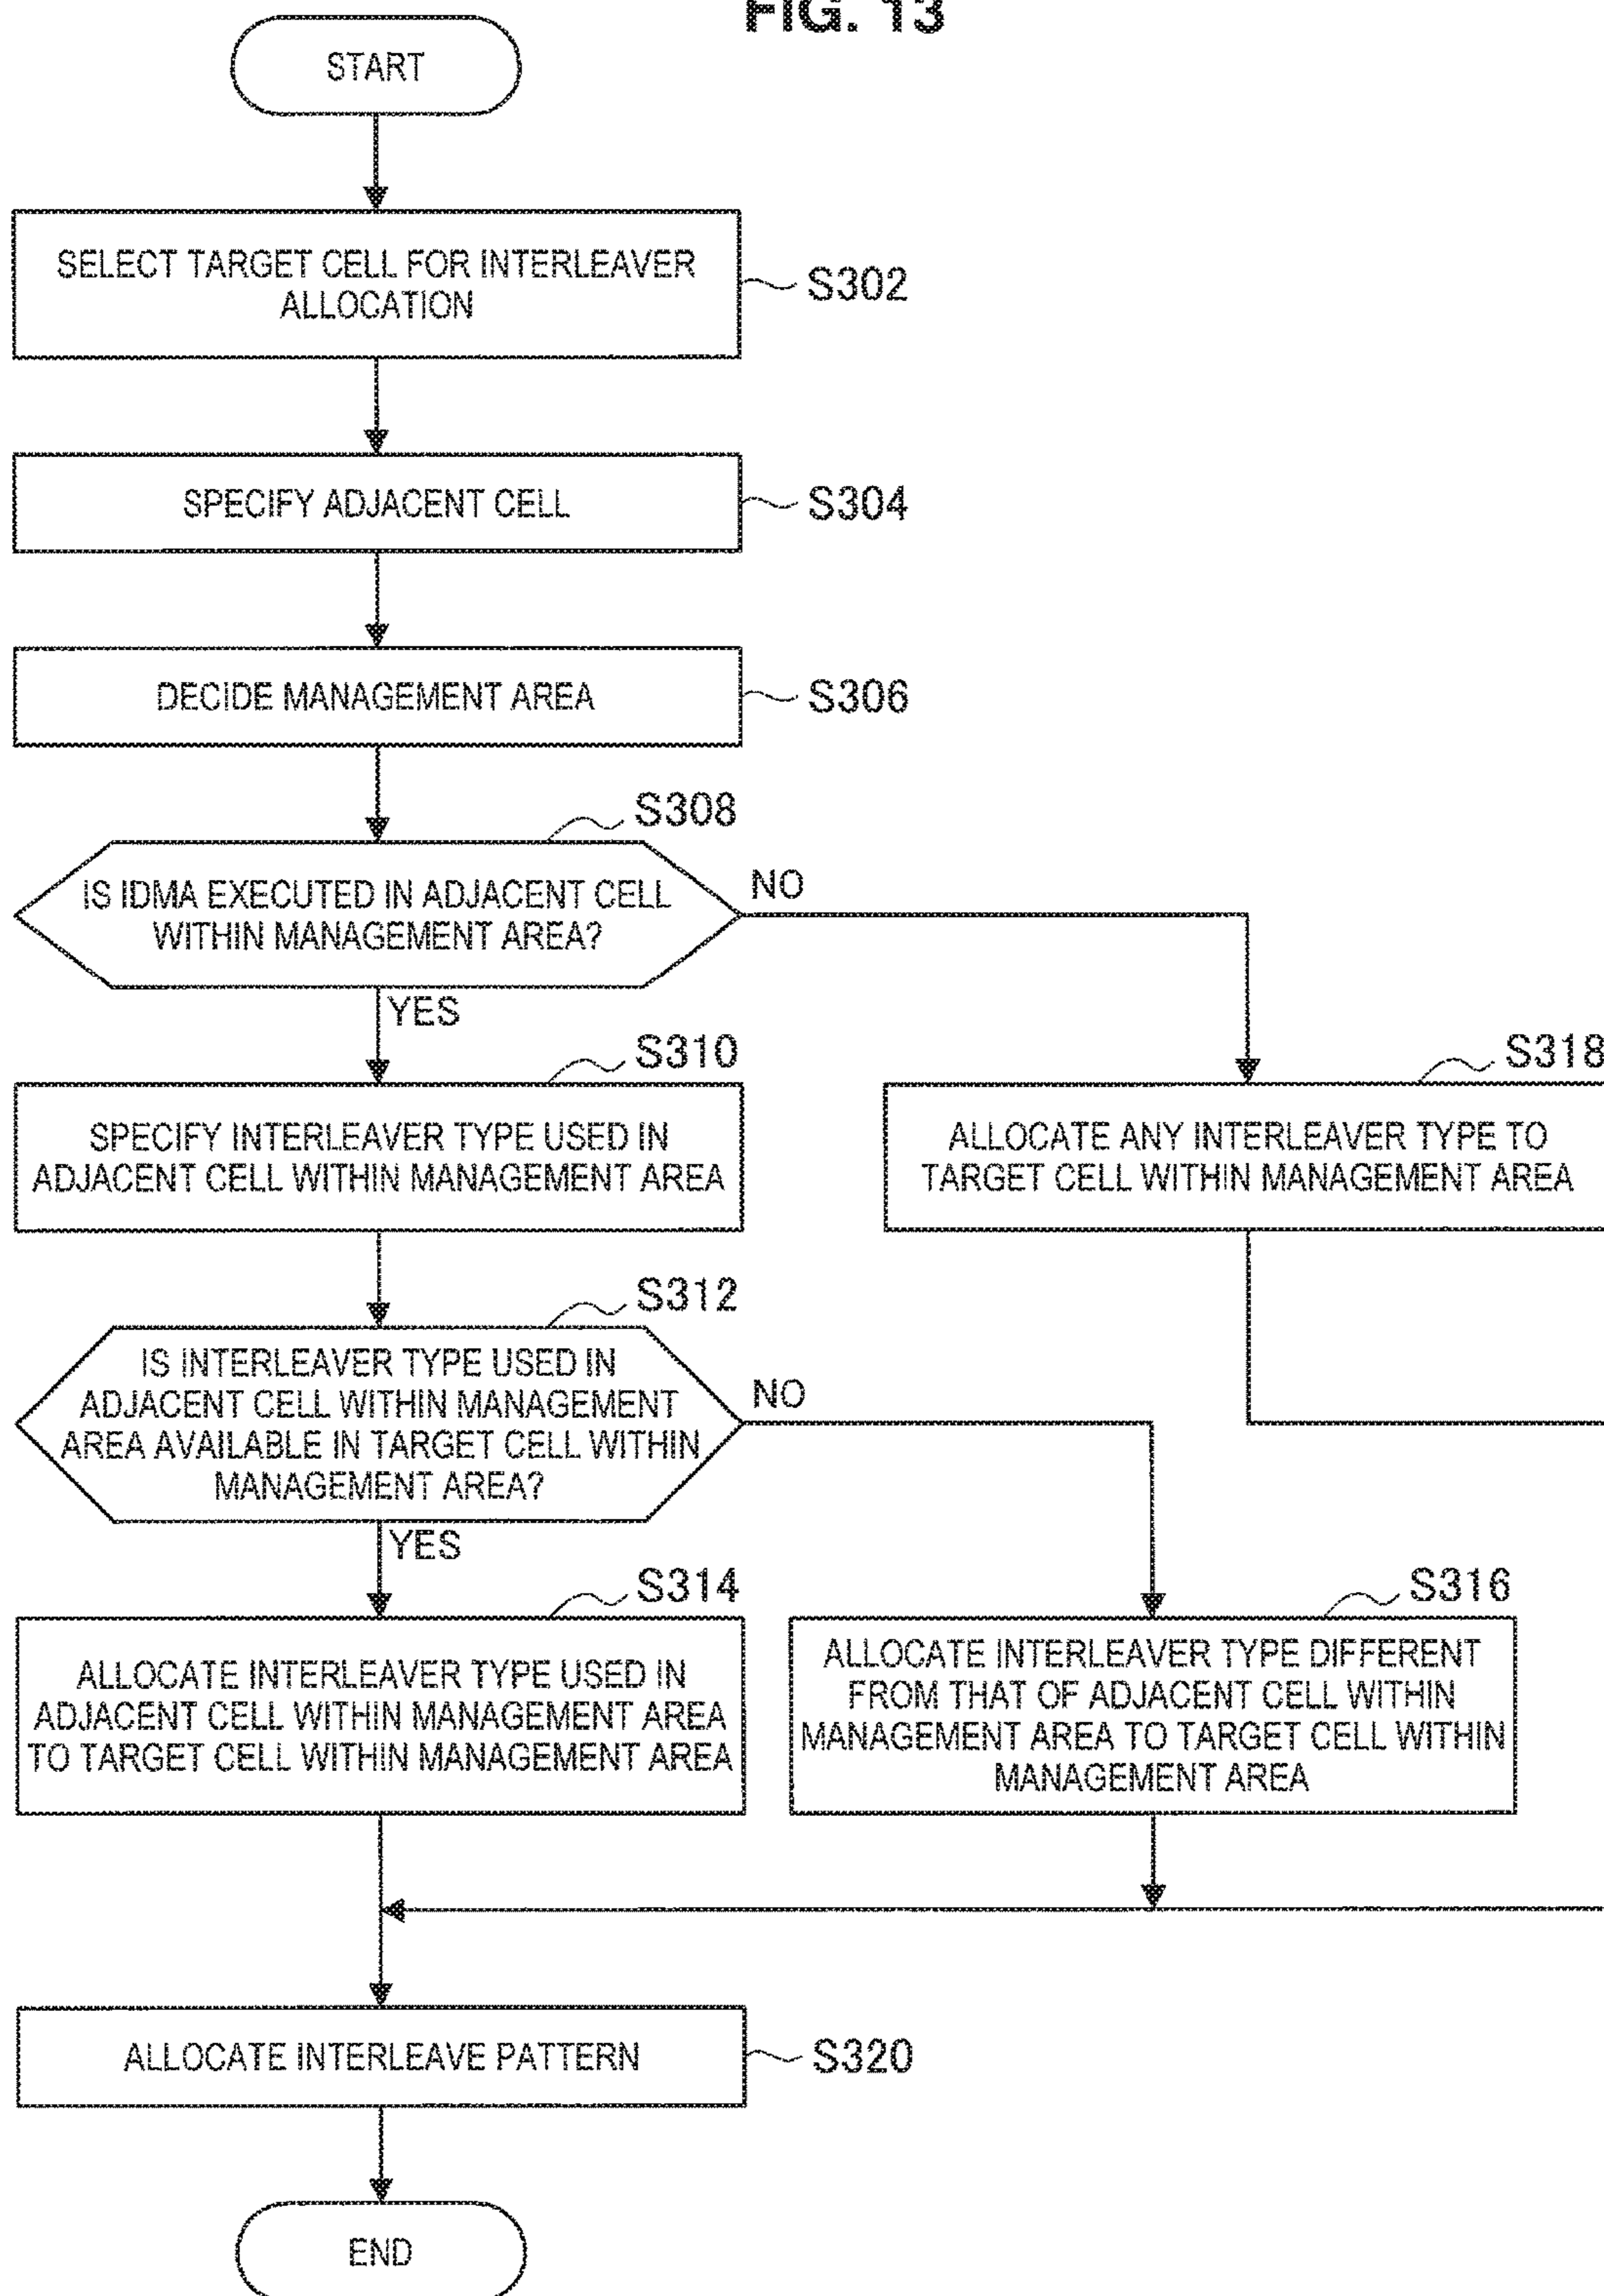 FIG. 13
START
SELECT TARGET CELL FOR INTERLEAVER
ALLOCATION
S302
SPECIFY ADJACENT CELL
S304
DECIDE MANAGEMENT AREA
S306
S308
IS IDMA EXECUTED IN ADJACENT CELL
WITHIN MANAGEMENT AREA?
NO
YES
S310
SPECIFY INTERLEAVER TYPE USED IN
ADJACENT CELL WITHIN MANAGEMENT AREA
S318
ALLOCATE ANY INTERLEAVER TYPE TO
TARGET CELL WITHIN MANAGEMENT AREA
S312
IS INTERLEAVER TYPE USED IN
ADJACENT CELL WITHIN MANAGEMENT
AREA AVAILABLE IN TARGET CELL WITHIN
MANAGEMENT AREA?
NO
YES
S314
ALLOCATE INTERLEAVER TYPE USED IN
ADJACENT CELL WITHIN MANAGEMENT AREA
TO TARGET CELL WITHIN MANAGEMENT AREA
S316
ALLOCATE INTERLEAVER TYPE DIFFERENT
FROM THAT OF ADJACENT CELL WITHIN
MANAGEMENT AREA TO TARGET CELL WITHIN
MANAGEMENT AREA
ALLOCATE INTERLEAVE PATTERN
S320
END